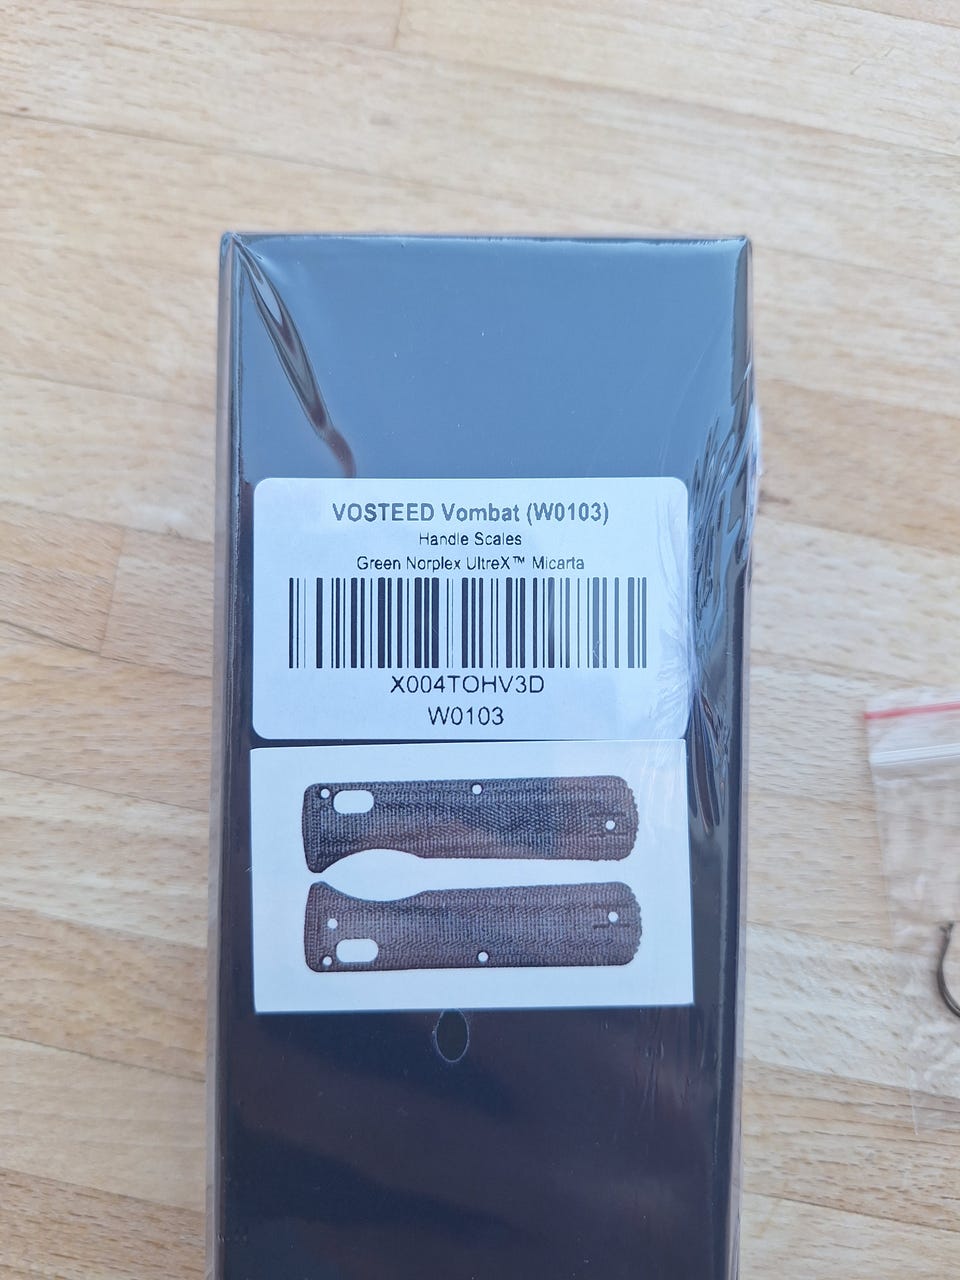 VOSTEED Vombat (W0103)
Handle Scales
Green Norplex UltreX™ Micarta
X004TOHV3D
W0103